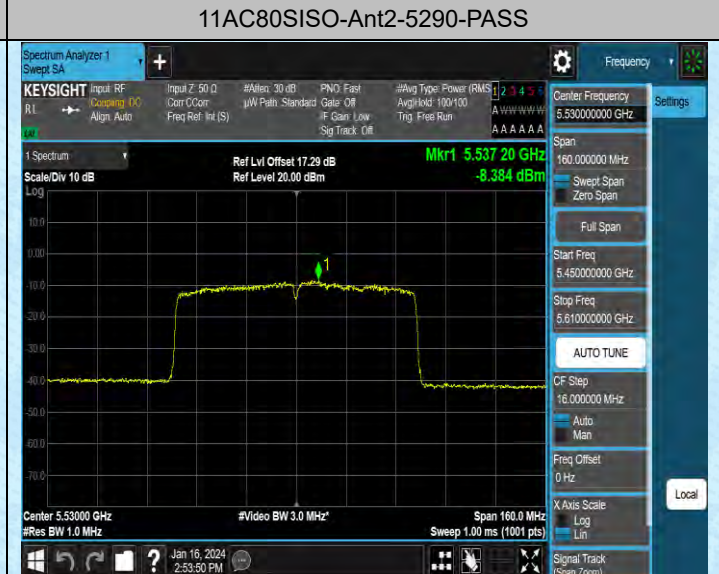 11AC80SISO-Ant2-5290-PASS
Spectrum Analyzer 1
Swept SA
Frequency
KEYSIGHT Input: RF Input Z: 50 Ω #Atten: 30 dB PNO: Fast #Avg Type: Power (RMS 1 2 3 4 5 6
RL Coupling: DC Corr CCorr µW Path: Standard Gate: Off Avg|Hold: 100/100 A W W W W W
Align: Auto Freq Ref: Int (S) IF Gain: Low Trig: Free Run
Sig Track: Off A A A A A A
Center Frequency
5.530000000 GHz
Settings
1 Spectrum
Scale/Div 10 dB
Ref Lvl Offset 17.29 dB
Ref Level 20.00 dBm
Mkr1 5.537 20 GHz
-8.384 dBm
Span
160.000000 MHz
Swept Span
Zero Span
Full Span
Start Freq
5.450000000 GHz
Stop Freq
5.610000000 GHz
AUTO TUNE
CF Step
16.000000 MHz
Auto
Man
Freq Offset
0 Hz
X Axis Scale
Log
Lin
Signal Track
(Span Zoom)
Local
Log
10.0
0.00
-10.0
-20.0
-30.0
-40.0
-50.0
-60.0
-70.0
1
Center 5.53000 GHz #Video BW 3.0 MHz* Span 160.0 MHz
#Res BW 1.0 MHz Sweep 1.00 ms (1001 pts)
Jan 16, 2024
2:53:50 PM